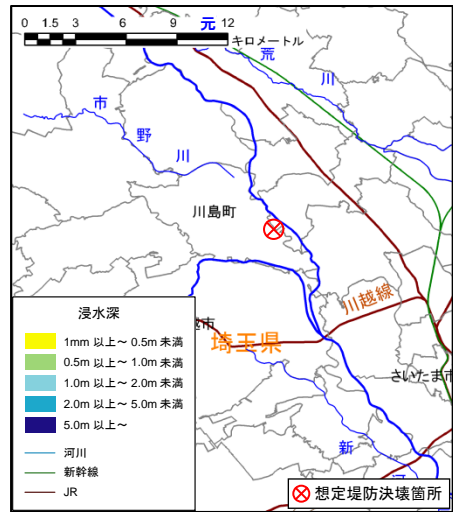 0 1.5 3 6 9 12
キロメートル
元
荒
川
市
野
川
川島町
川越線
越市
埼玉県
さいたま市
新
河
浸水深
1mm 以上～ 0.5m 未満
0.5m 以上～ 1.0m 未満
1.0m 以上～ 2.0m 未満
2.0m 以上～ 5.0m 未満
5.0m 以上～
河川
新幹線
JR
想定堤防決壊箇所